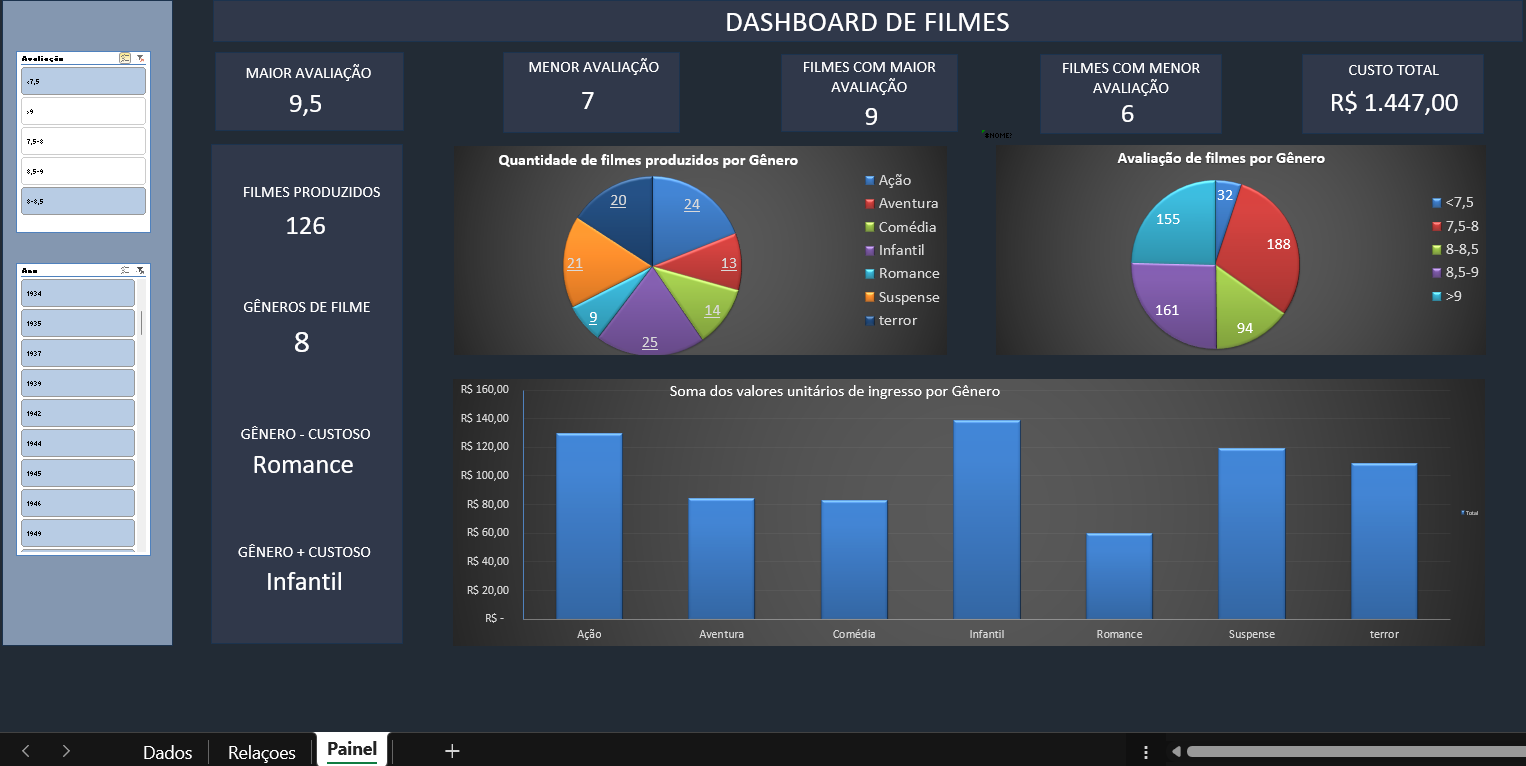 DASHBOARD DE FILMES
Avaliação
<7,5
>9
7,5-8
8,5-9
8-8,5
Ano
1934
1935
1937
1939
1942
1944
1945
1946
1949
MAIOR AVALIAÇÃO
9,5
MENOR AVALIAÇÃO
7
FILMES COM MAIOR
AVALIAÇÃO
9
FILMES COM MENOR
AVALIAÇÃO
6
CUSTO TOTAL
R$ 1.447,00
#NOME!
FILMES PRODUZIDOS
126
GÊNEROS DE FILME
8
GÊNERO - CUSTOSO
Romance
GÊNERO + CUSTOSO
Infantil
Quantidade de filmes produzidos por Gênero
20
24
21
13
9
14
25
Ação
Aventura
Comédia
Infantil
Romance
Suspense
terror
Avaliação de filmes por Gênero
32
155
188
161
94
<7,5
7,5-8
8-8,5
8,5-9
>9
Soma dos valores unitários de ingresso por Gênero
R$ 160,00
R$ 140,00
R$ 120,00
R$ 100,00
R$ 80,00
R$ 60,00
R$ 40,00
R$ 20,00
R$ -
Ação Aventura Comédia Infantil Romance Suspense terror
Total
Dados Relaçoes Painel